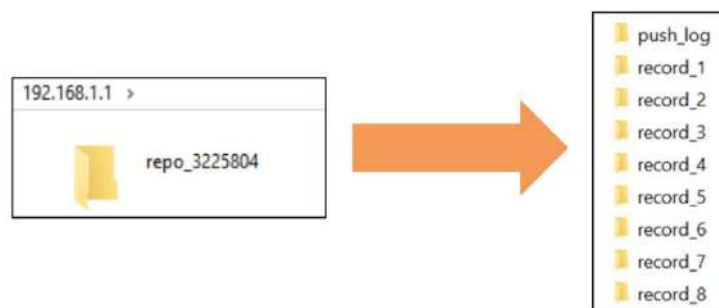 192.168.1.1 >
repo_3225804
push_log
record_1
record_2
record_3
record_4
record_5
record_6
record_7
record_8